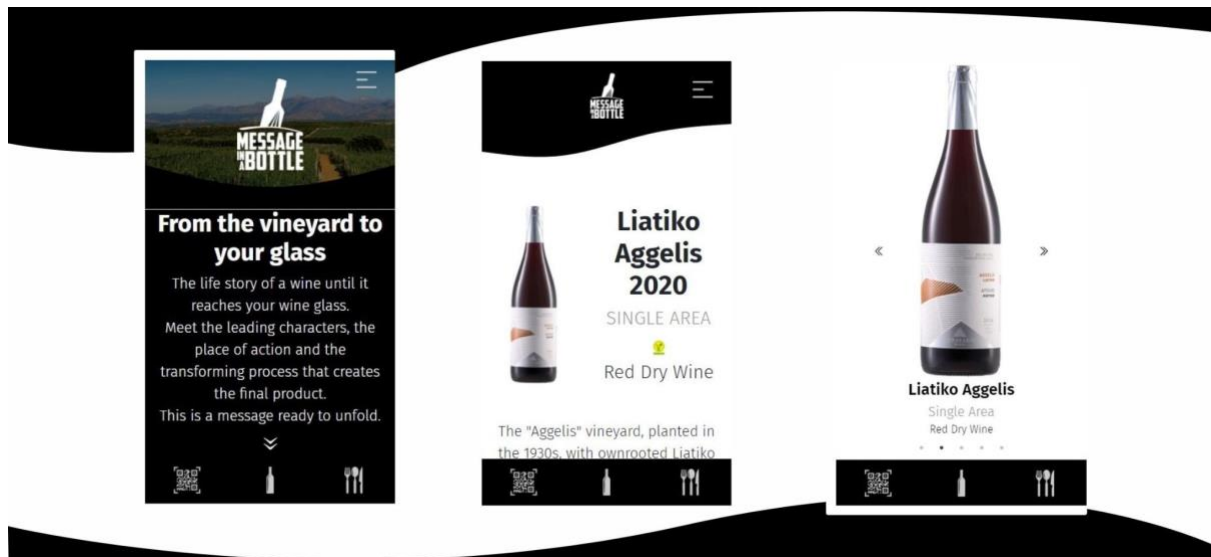 MESSAGE
IN
A BOTTLE
From the vineyard to
your glass
The life story of a wine until it
reaches your wine glass.
Meet the leading characters, the
place of action and the
transforming process that creates
the final product.
This is a message ready to unfold.
MESSAGE
IN
A BOTTLE
Liatiko
Aggelis
2020
SINGLE AREA
Red Dry Wine
The "Aggelis" vineyard, planted in
the 1930s, with ownrooted Liatiko
Liatiko Aggelis
Single Area
Red Dry Wine